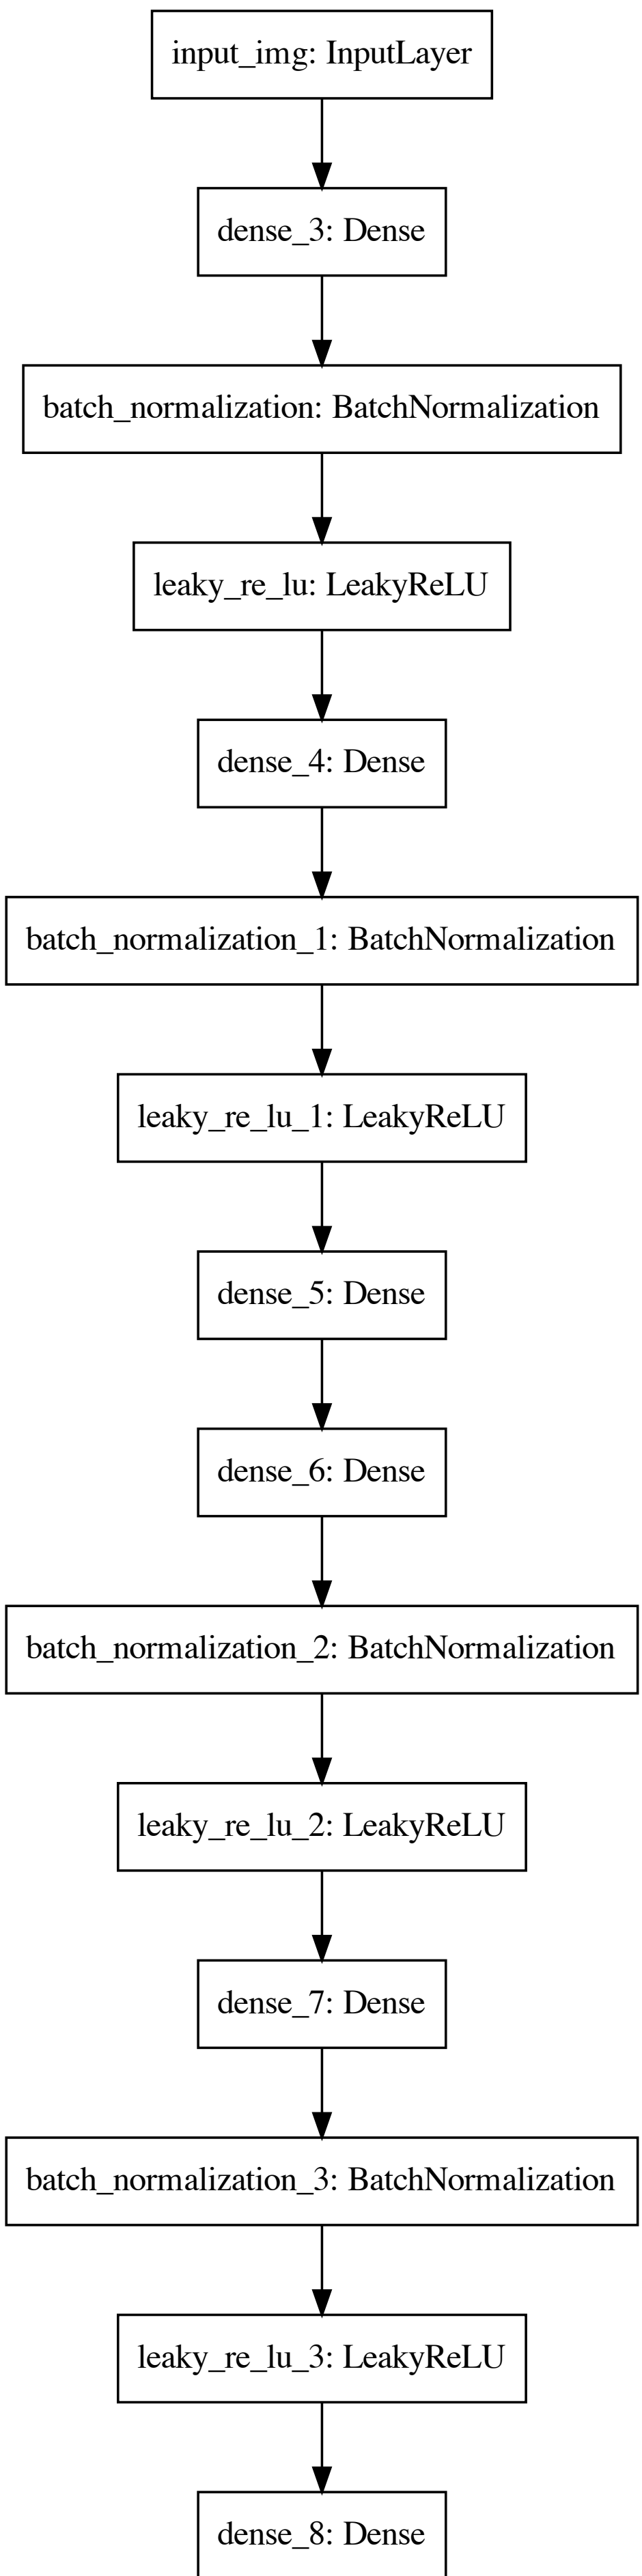 input_img: InputLayer
dense_3: Dense
batch_normalization: BatchNormalization
leaky_re_lu: LeakyReLU
dense_4: Dense
batch_normalization_1: BatchNormalization
leaky_re_lu_1: LeakyReLU
dense_5: Dense
dense_6: Dense
batch_normalization_2: BatchNormalization
leaky_re_lu_2: LeakyReLU
dense_7: Dense
batch_normalization_3: BatchNormalization
leaky_re_lu_3: LeakyReLU
dense_8: Dense